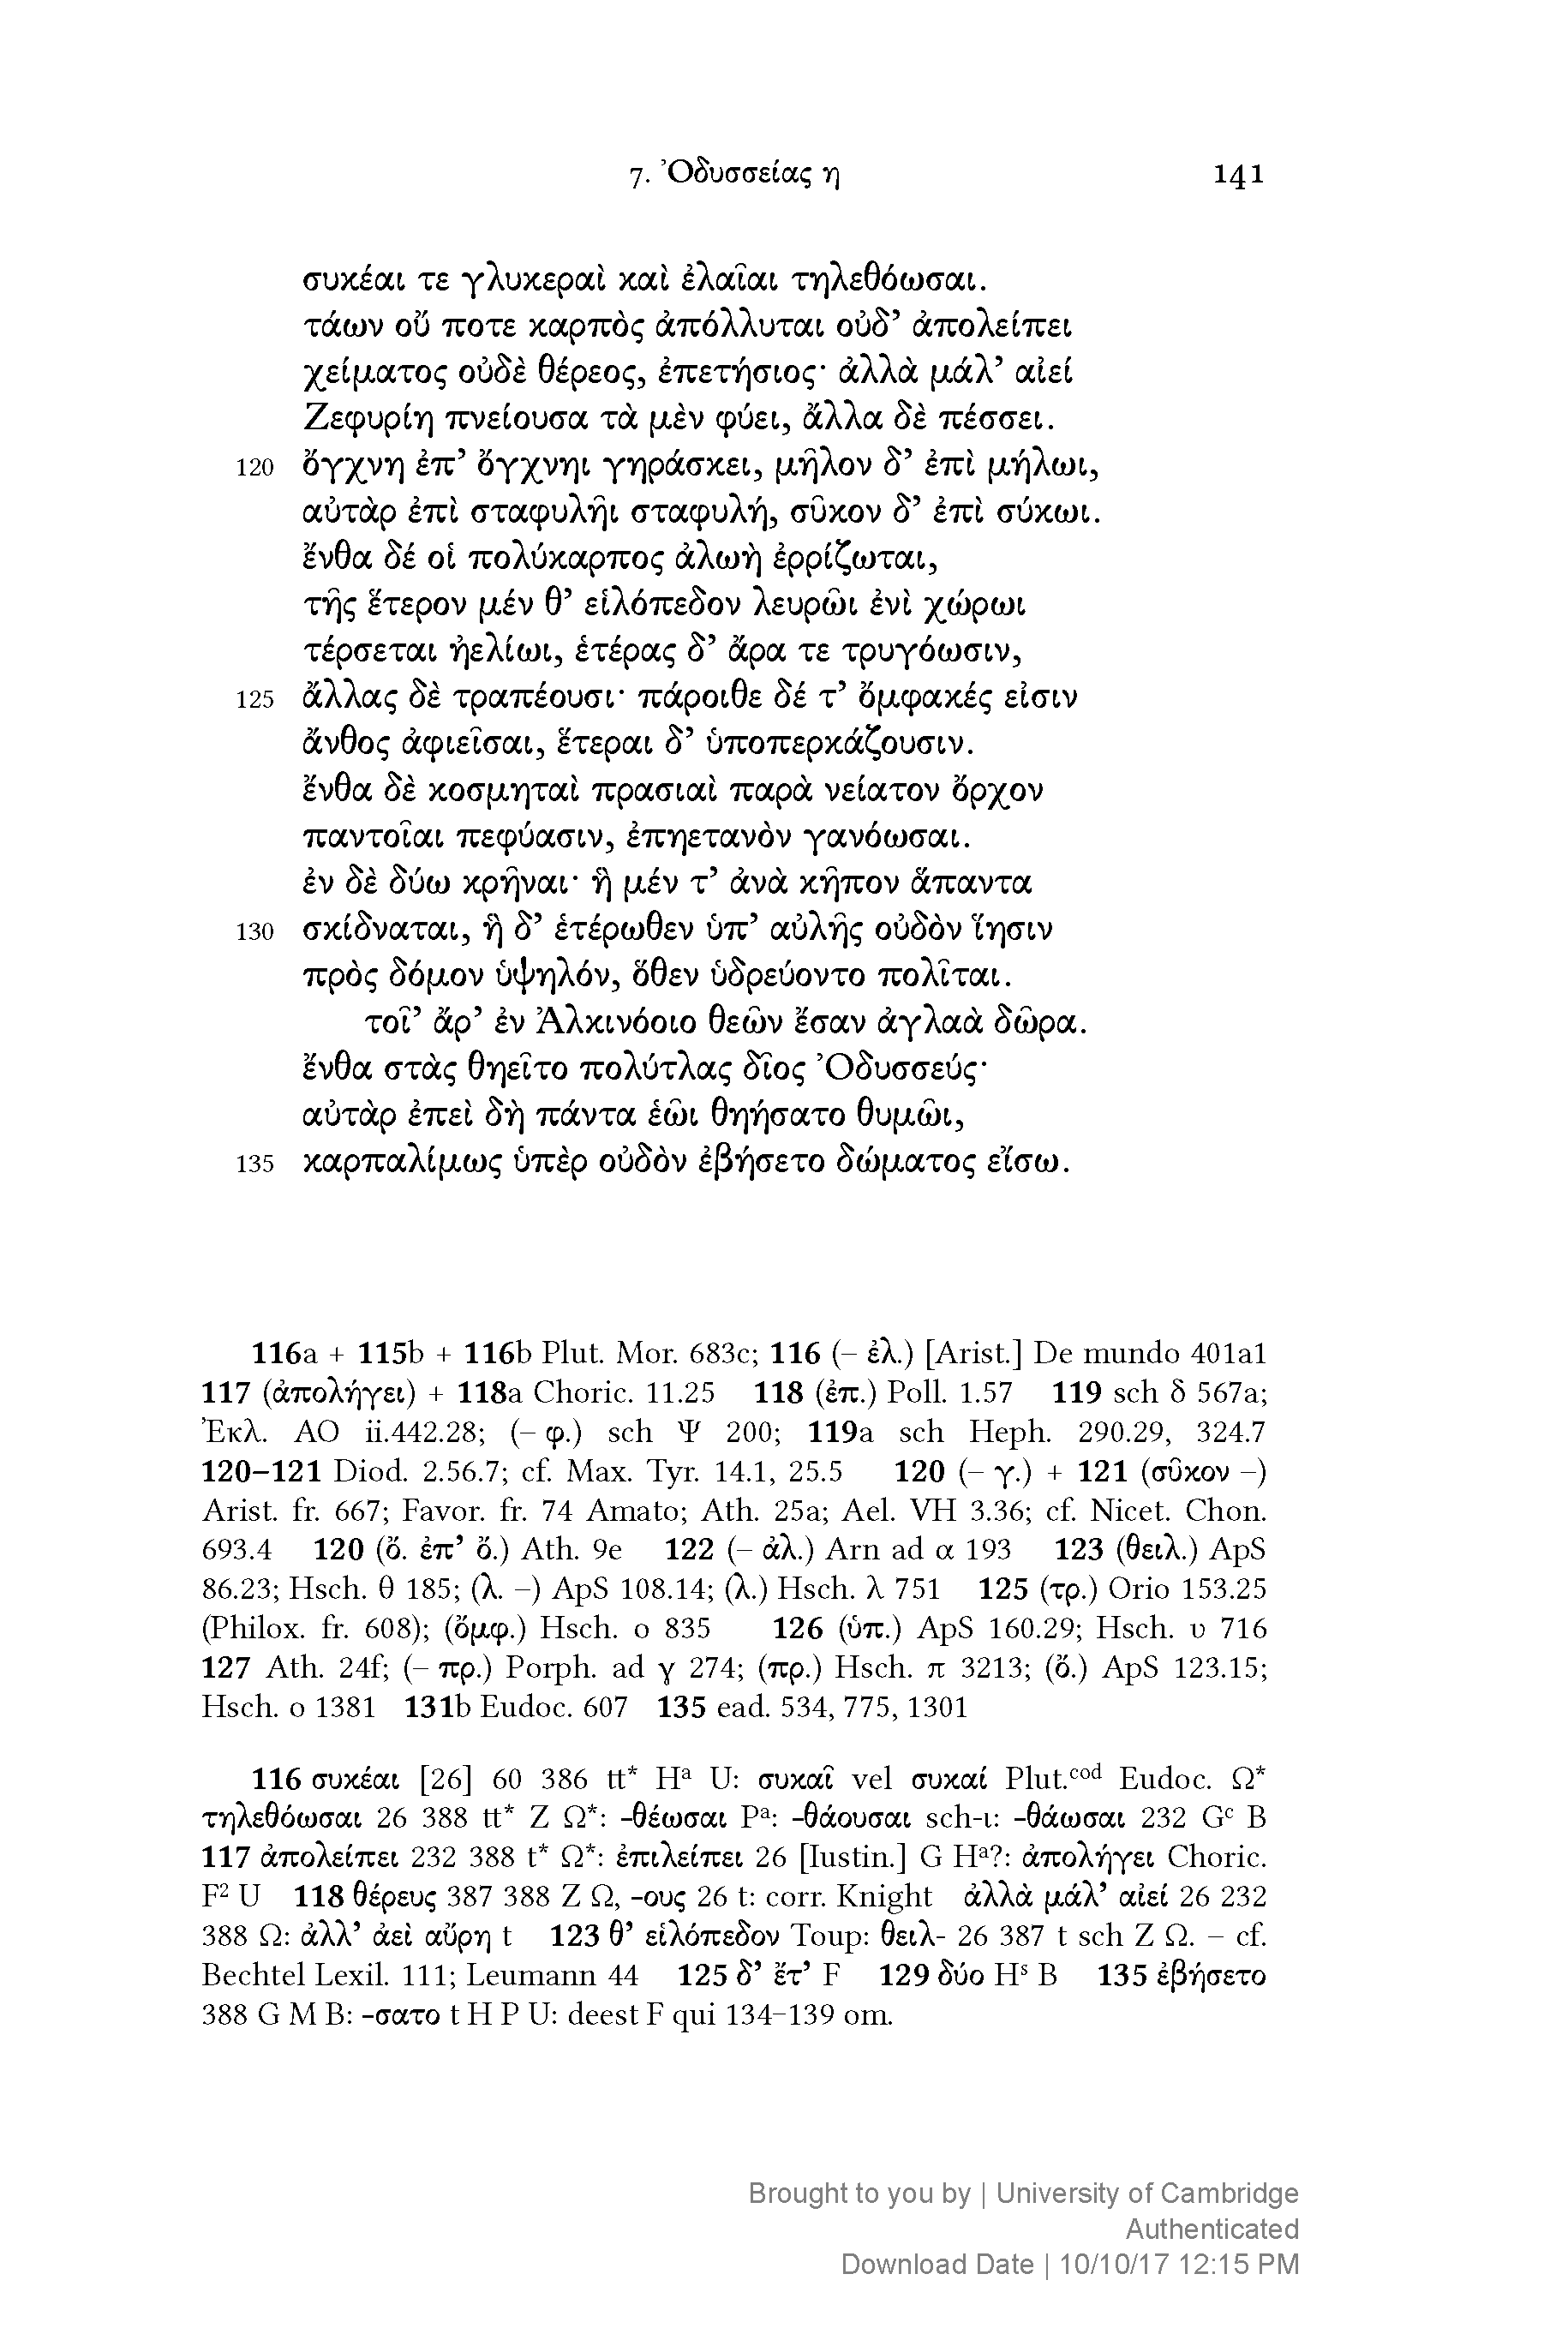 7. Ὀδυσσείας η 141
συκέαι τε γλυκεραὶ καὶ ἐλαῖαι τηλεθόωσαι.
τάων οὔ ποτε καρπὸς ἀπόλλυται οὐδ’ ἀπολείπει
χείματος οὐδὲ θέρεος, ἐπετήσιος· ἀλλὰ μάλ’ αἰεί
Ζεφυρίη πνείουσα τὰ μὲν φύει, ἄλλα δὲ πέσσει.
120 ὄγχνη ἐπ’ ὄγχνηι γηράσκει, μῆλον δ’ ἐπὶ μήλωι,
αὐτὰρ ἐπὶ σταφυλῆι σταφυλή, σῦκον δ’ ἐπὶ σύκωι.
ἔνθα δέ οἱ πολύκαρπος ἀλωὴ ἐρρίζωται,
τῆς ἕτερον μέν θ’ εἱλόπεδον λευρῶι ἐνὶ χώρωι
τέρσεται ἠελίωι, ἑτέρας δ’ ἄρα τε τρυγόωσιν,
125 ἄλλας δὲ τραπέουσι· πάροιθε δέ τ’ ὄμφακές εἰσιν
ἄνθος ἀφιεῖσαι, ἕτεραι δ’ ὑποπερκάζουσιν.
ἔνθα δὲ κοσμηταὶ πρασιαὶ παρὰ νείατον ὄρχον
παντοῖαι πεφύασιν, ἐπηετανὸν γανόωσαι.
ἐν δὲ δύω κρῆναι· ἣ μέν τ’ ἀνὰ κῆπον ἅπαντα
130 σκίδναται, ἣ δ’ ἑτέρωθεν ὑπ’ αὐλῆς οὐδὸν ἵησιν
πρὸς δόμον ὑψηλόν, ὅθεν ὑδρεύοντο πολῖται.
τοῖ’ ἄρ’ ἐν Ἀλκινόοιο θεῶν ἔσαν ἀγλαὰ δῶρα.
ἔνθα στὰς θηεῖτο πολύτλας δῖος Ὀδυσσεύς·
αὐτὰρ ἐπεὶ δὴ πάντα ἑῶι θηήσατο θυμῶι,
135 καρπαλίμως ὑπὲρ οὐδὸν ἐβήσετο δώματος εἴσω.
116a + 115b + 116b Plut. Mor. 683c; 116 (– ἐλ.) [Arist.] De mundo 401a1
117 (ἀπολήγει) + 118a Choric. 11.25 118 (ἐπ.) Poll. 1.57 119 sch δ 567a;
Ἐκλ. AO ii.442.28; (– φ.) sch Ψ 200; 119a sch Heph. 290.29, 324.7
120–121 Diod. 2.56.7; cf. Max. Tyr. 14.1, 25.5 120 (– γ.) + 121 (σῦκον –)
Arist. fr. 667; Favor. fr. 74 Amato; Ath. 25a; Ael. VH 3.36; cf. Nicet. Chon.
693.4 120 (ὄ. ἐπ’ ὄ.) Ath. 9e 122 (– ἀλ.) Arn ad α 193 123 (θειλ.) ApS
86.23; Hsch. θ 185; (λ. –) ApS 108.14; (λ.) Hsch. λ 751 125 (τρ.) Orio 153.25
(Philox. fr. 608); (ὄμφ.) Hsch. ο 835 126 (ὑπ.) ApS 160.29; Hsch. υ 716
127 Ath. 24f; (– πρ.) Porph. ad γ 274; (πρ.) Hsch. π 3213; (ὄ.) ApS 123.15;
Hsch. ο 1381 131b Eudoc. 607 135 ead. 534, 775, 1301
116 συκέαι [26] 60 386 tt* Hᵃ U: συκαῖ vel συκαί Plut.ᶜᵒᵈ Eudoc. Ω*
τηλεθόωσαι 26 388 tt* Z Ω*: -θέωσαι Pᵃ: -θάουσαι sch-ι: -θάωσαι 232 Gᶜ B
117 ἀπολείπει 232 388 t* Ω*: ἐπιλείπει 26 [Iustin.] G Hᵃ?: ἀπολήγει Choric.
F² U 118 θέρευς 387 388 Z Ω, -ους 26 t: corr. Knight ἀλλὰ μάλ’ αἰεί 26 232
388 Ω: ἀλλ’ ἀεὶ αὔρη t 123 θ’ εἱλόπεδον Toup: θειλ- 26 387 t sch Z Ω. – cf.
Bechtel Lexil. 111; Leumann 44 125 δ’ ἔτ’ F 129 δύο Hˢ B 135 ἐβήσετο
388 G M B: -σατο t H P U: deest F qui 134–139 om.
Brought to you by | University of Cambridge
Authenticated
Download Date | 10/10/17 12:15 PM